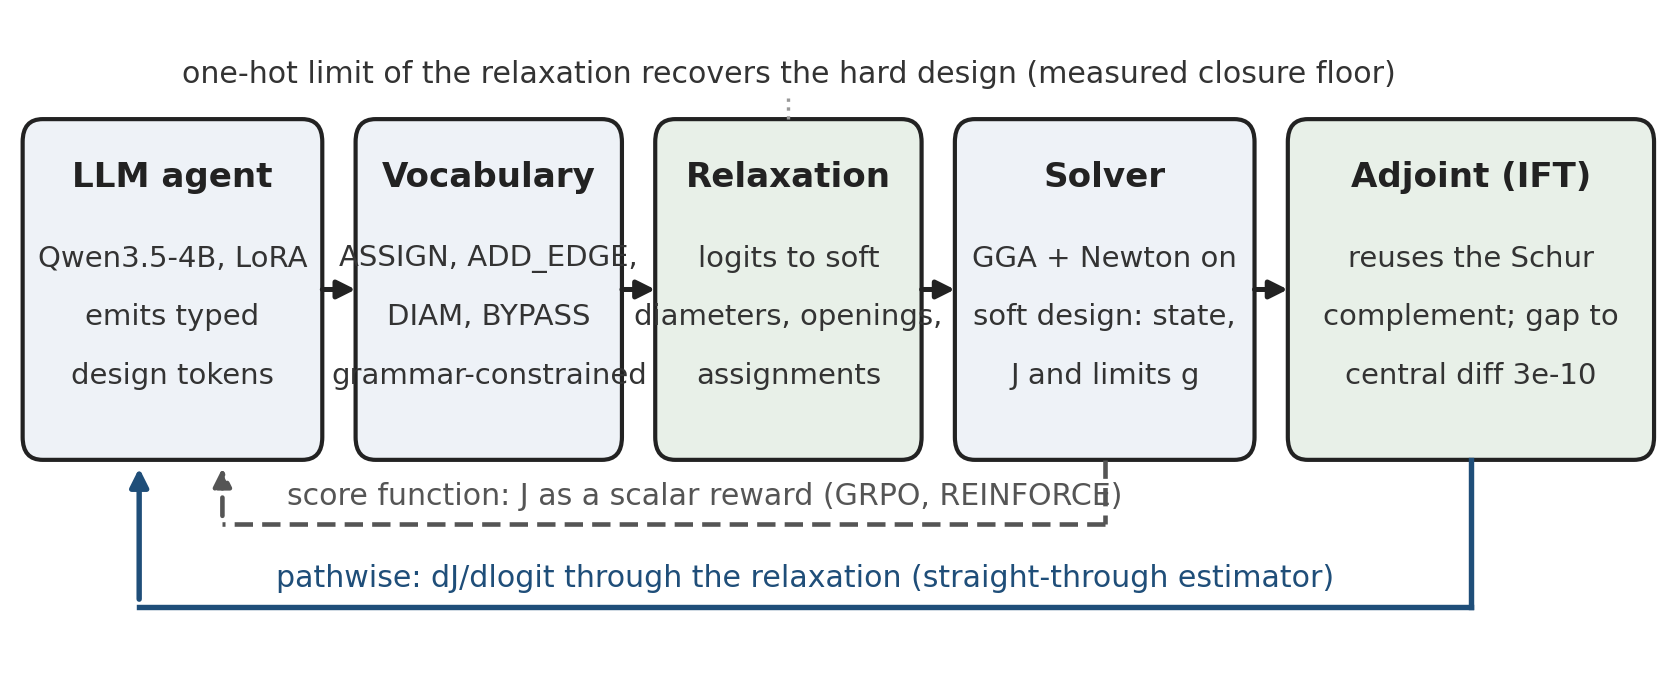 one-hot limit of the relaxation recovers the hard design (measured closure floor)
LLM agent
Qwen3.5-4B, LoRA
emits typed
design tokens
Vocabulary
ASSIGN, ADD_EDGE,
DIAM, BYPASS
grammar-constrained
Relaxation
logits to soft
diameters, openings,
assignments
Solver
GGA + Newton on
soft design: state,
J and limits g
Adjoint (IFT)
reuses the Schur
complement; gap to
central diff 3e-10
score function: J as a scalar reward (GRPO, REINFORCE)
pathwise: dJ/dlogit through the relaxation (straight-through estimator)